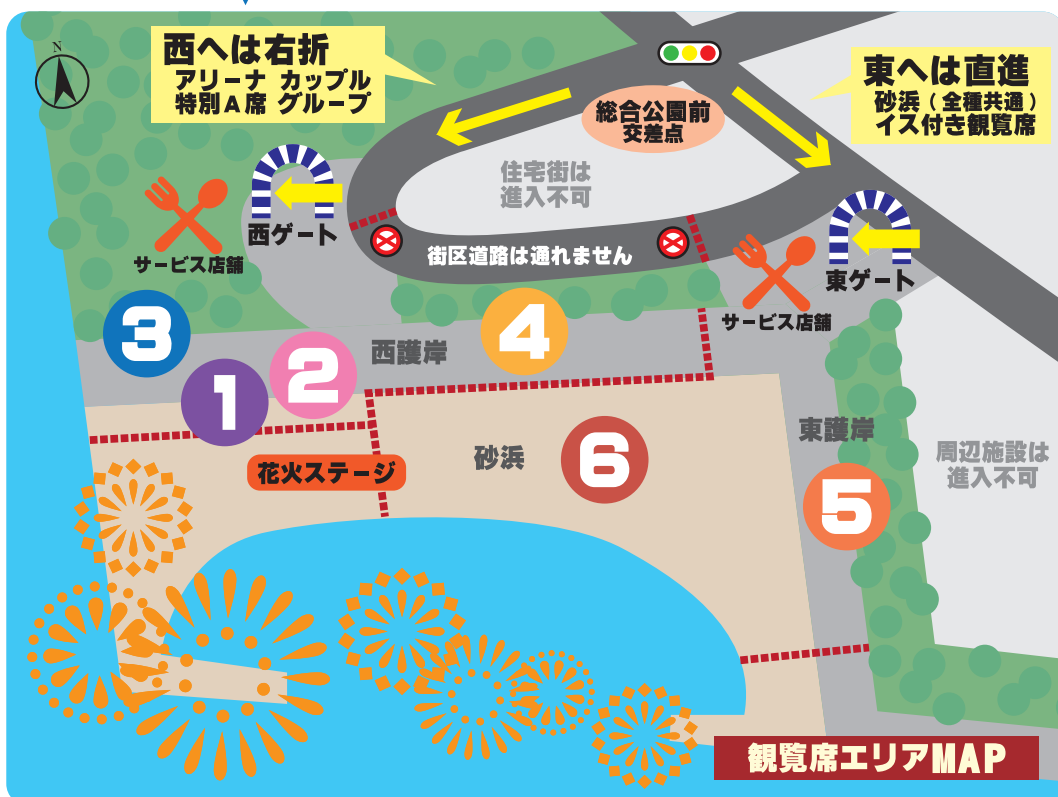 N
西へは右折
アリーナ カップル
特別A席 グループ
東へは直進
砂浜(全種共通)
イス付き観覧席
総合公園前
交差点
住宅街は
進入不可
西ゲート
サービス店舗
街区道路は通れません
東ゲート
サービス店舗
3
1
2
西護岸
4
花火ステージ
砂浜
6
東護岸
5
周辺施設は
進入不可
観覧席エリアMAP